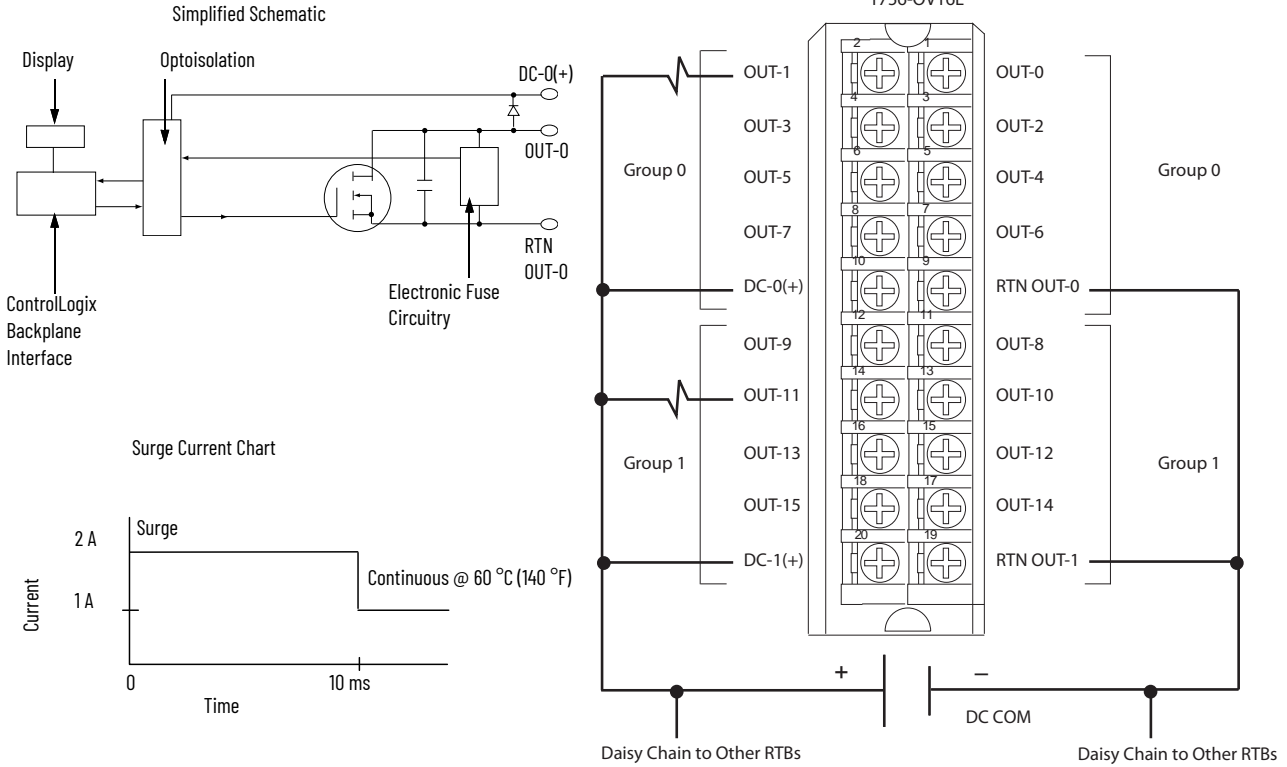 1756-OV16E
Simplified Schematic
Display
Optoisolation
DC-0(+)
OUT-0
RTN
OUT-0
Electronic Fuse
Circuitry
ControlLogix
Backplane
Interface
Surge Current Chart
Surge
2 A
Continuous @ 60 °C (140 °F)
1 A
Current
0
10 ms
Time
2
1
OUT-1
OUT-0
4
3
OUT-3
OUT-2
Group 0
Group 0
6
5
OUT-5
OUT-4
8
7
OUT-7
OUT-6
10
9
DC-0(+)
RTN OUT-0
12
11
OUT-9
OUT-8
14
13
OUT-11
OUT-10
16
15
OUT-13
OUT-12
Group 1
Group 1
18
17
OUT-15
OUT-14
20
19
DC-1(+)
RTN OUT-1
+
–
DC COM
Daisy Chain to Other RTBs
Daisy Chain to Other RTBs